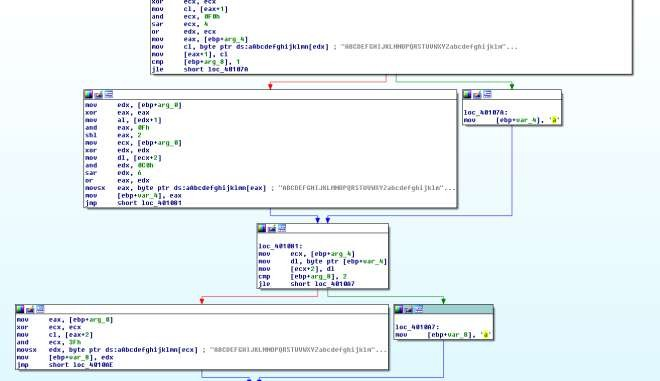 xor ecx, ecx
mov cl, [eax+1]
and ecx, 0F0h
sar ecx, 4
or edx, ecx
mov eax, [ebp+arg_4]
mov cl, byte ptr ds:aAbcdefghijklmn[edx] ; "ABCDEFGHIJKLMNOPQRSTUVWXYZabcdefghijklm"...
mov [eax+1], cl
cmp [ebp+arg_8], 1
jle short loc_40107A
mov edx, [ebp+arg_0]
xor eax, eax
mov al, [edx+1]
and eax, 0Fh
shl eax, 2
mov ecx, [ebp+arg_0]
xor edx, edx
mov dl, [ecx+2]
and edx, 0C0h
sar edx, 6
or eax, edx
movsx eax, byte ptr ds:aAbcdefghijklmn[eax] ; "ABCDEFGHIJKLMNOPQRSTUVWXYZabcdefghijklm"...
mov [ebp+var_4], eax
jmp short loc_401081
loc_40107A:
mov [ebp+var_4], 'a'
loc_401081:
mov ecx, [ebp+arg_4]
mov dl, byte ptr [ebp+var_4]
mov [ecx+2], dl
cmp [ebp+arg_8], 2
jle short loc_4010A7
mov eax, [ebp+arg_0]
xor ecx, ecx
mov cl, [eax+2]
and ecx, 3Fh
movsx edx, byte ptr ds:aAbcdefghijklmn[ecx] ; "ABCDEFGHIJKLMNOPQRSTUVWXYZabcdefghijklm"...
mov [ebp+var_8], edx
jmp short loc_4010AE
loc_4010A7:
mov [ebp+var_8], 'a'